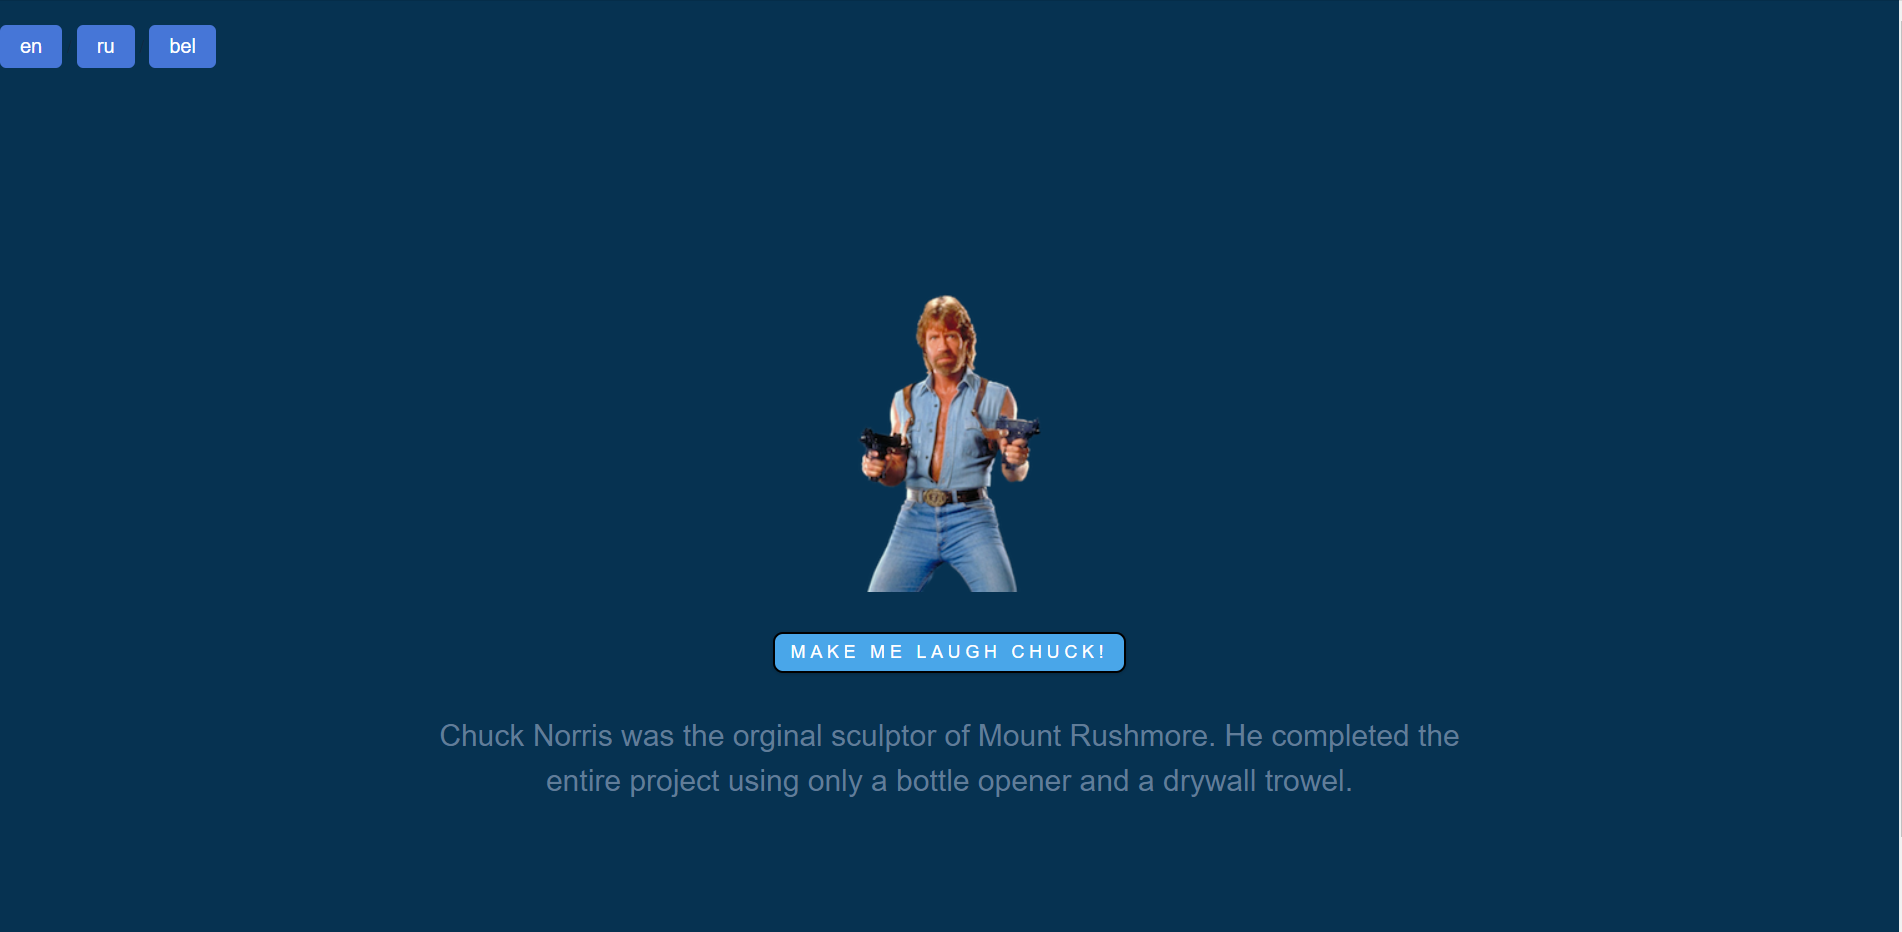 en
ru
bel
MAKE ME LAUGH CHUCK!
Chuck Norris was the orginal sculptor of Mount Rushmore. He completed the
entire project using only a bottle opener and a drywall trowel.